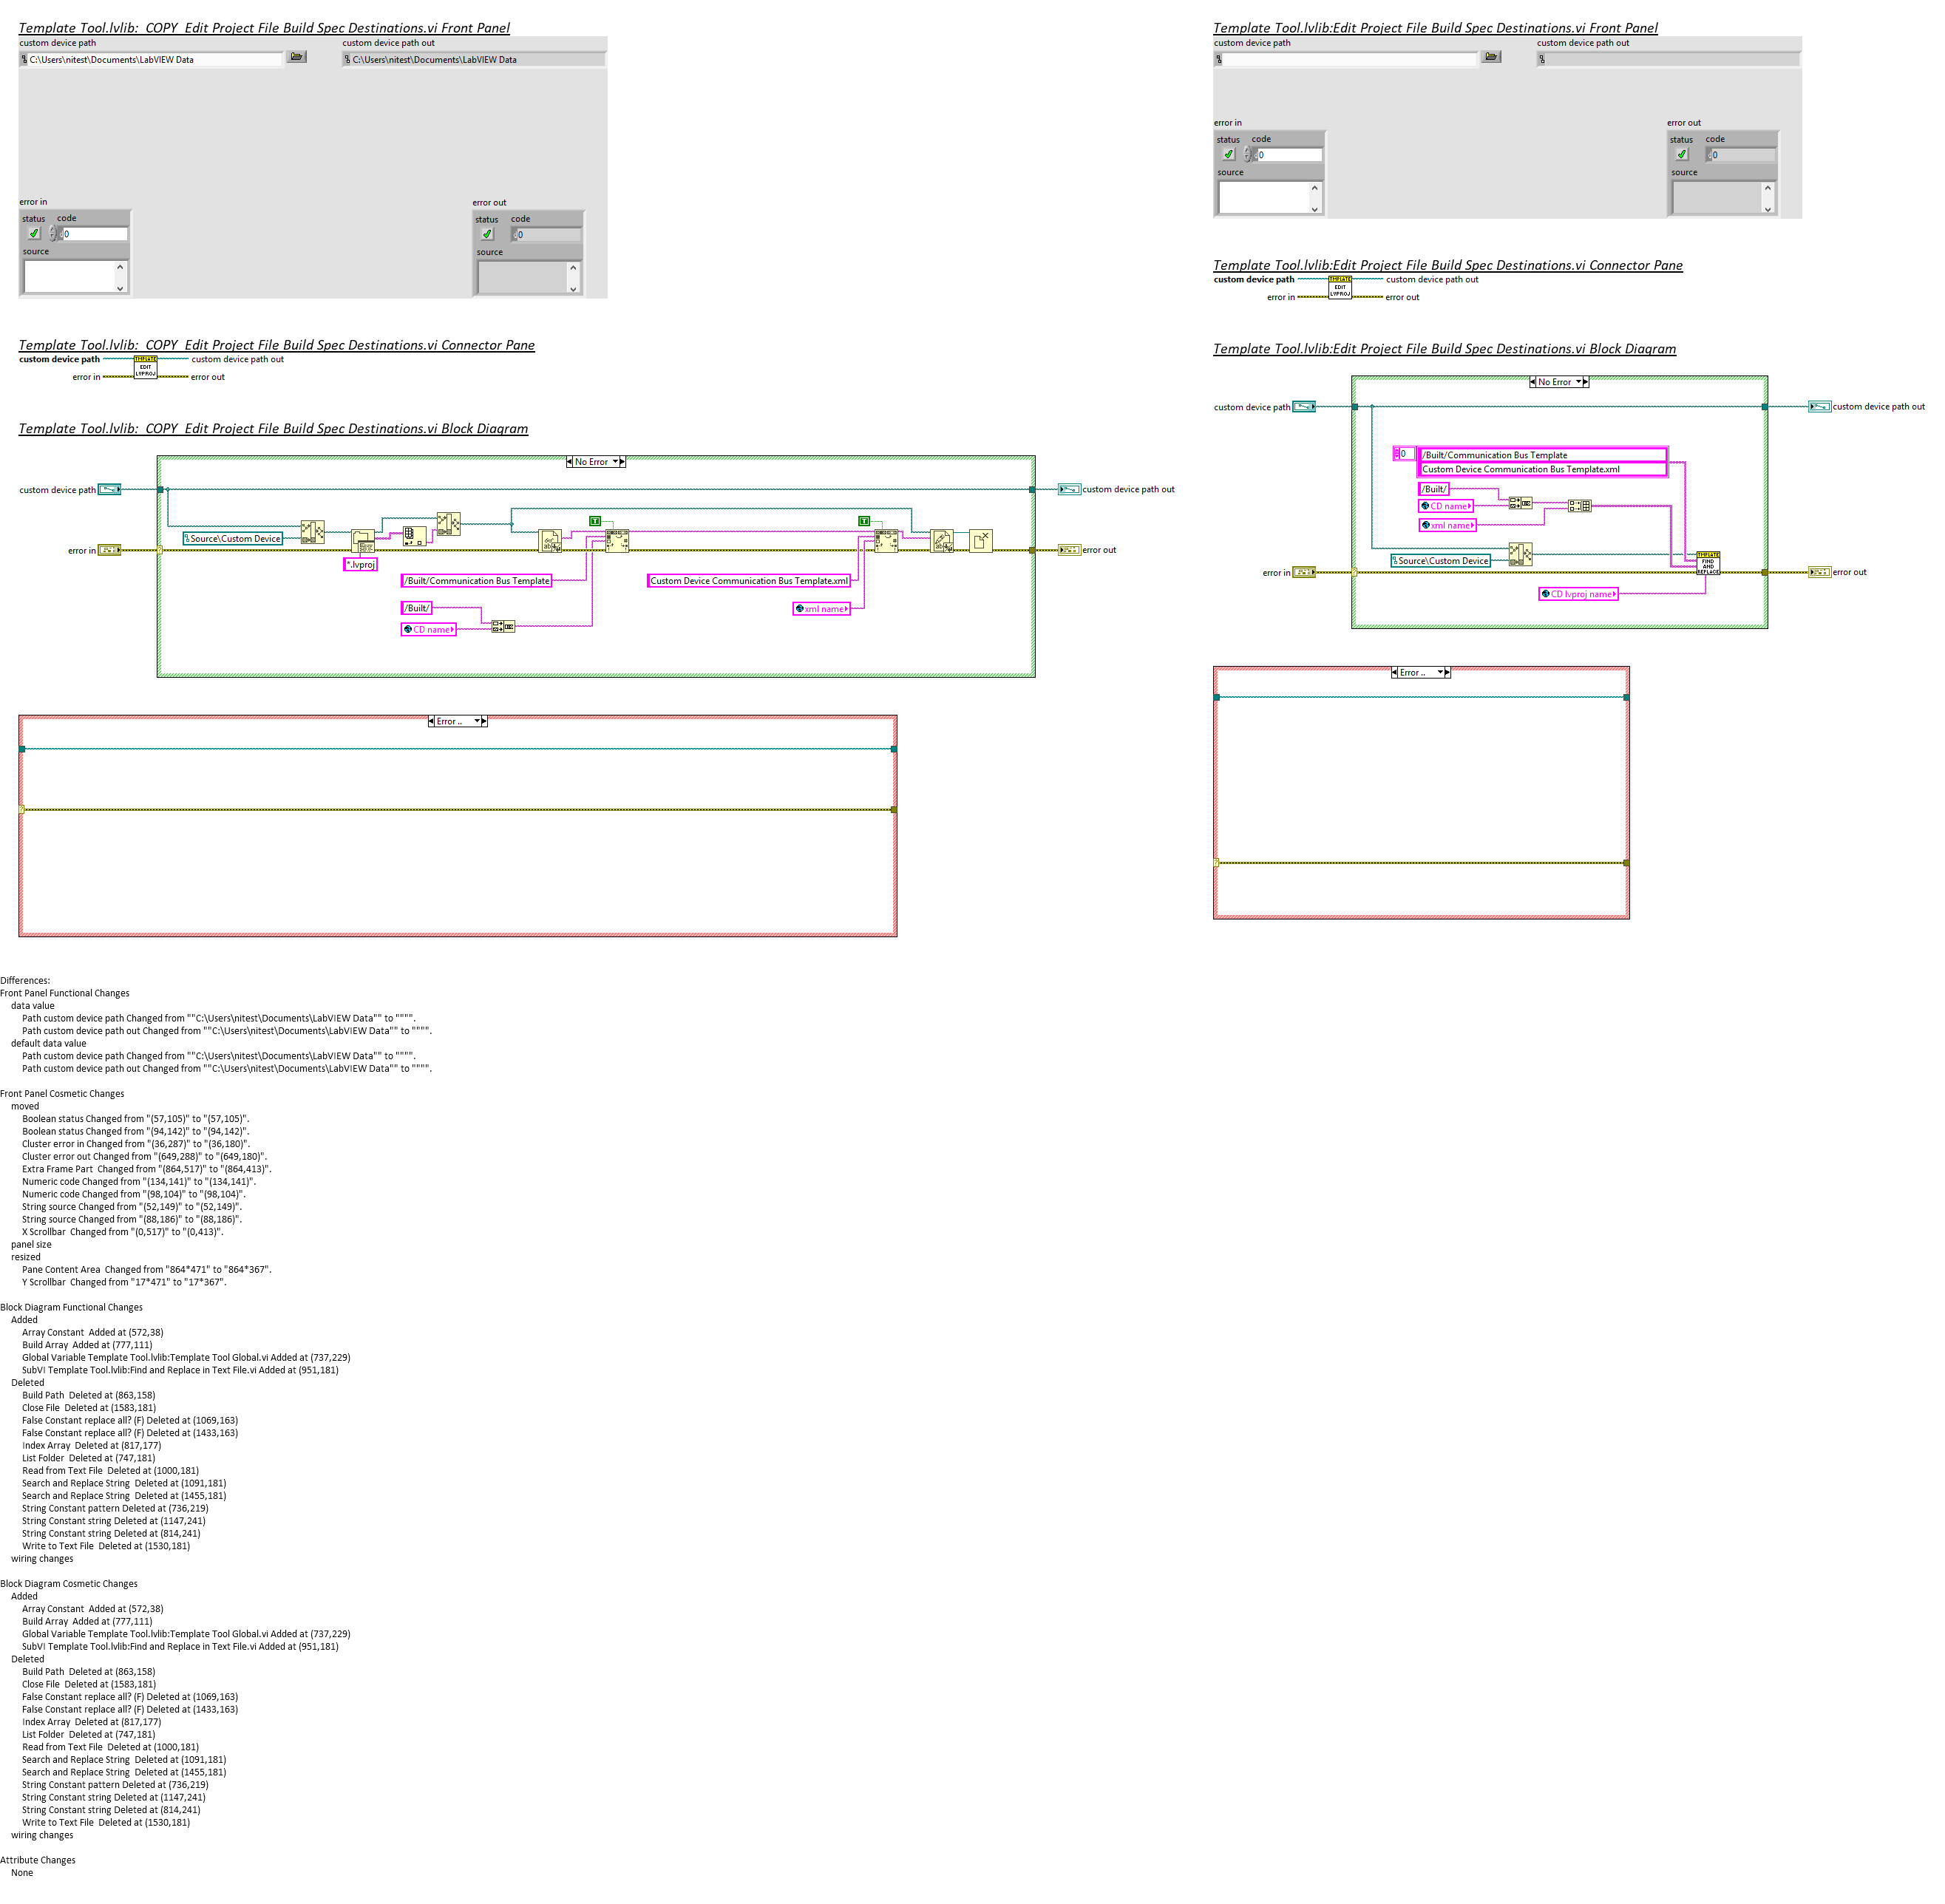 Template Tool.lvlib:_COPY_Edit Project File Build Spec Destinations.vi Front Panel
custom device path
custom device path out
C:\Users\nitest\Documents\LabVIEW Data
C:\Users\nitest\Documents\LabVIEW Data
error in
status
code
0
source
error out
status
code
0
source
Template Tool.lvlib:_COPY_Edit Project File Build Spec Destinations.vi Connector Pane
custom device path
custom device path out
error in
error out
TEMPLATE
EDIT
LVPROJ
Template Tool.lvlib:_COPY_Edit Project File Build Spec Destinations.vi Block Diagram
No Error
custom device path
custom device path out
Source\Custom Device
T
T
error in
error out
*.lvproj
/Built/Communication Bus Template
Custom Device Communication Bus Template.xml
/Built/
xml name
CD name
Error ..
Template Tool.lvlib:Edit Project File Build Spec Destinations.vi Front Panel
custom device path
custom device path out
error in
status
code
0
source
error out
status
code
0
source
Template Tool.lvlib:Edit Project File Build Spec Destinations.vi Connector Pane
custom device path
custom device path out
error in
error out
TEMPLATE
EDIT
LVPROJ
Template Tool.lvlib:Edit Project File Build Spec Destinations.vi Block Diagram
No Error
custom device path
custom device path out
0
/Built/Communication Bus Template
Custom Device Communication Bus Template.xml
/Built/
CD name
xml name
Source\Custom Device
TEMPLATE
FIND
AND
REPLACE
error in
error out
CD lvproj name
Error ..
Differences:
Front Panel Functional Changes
data value
Path custom device path Changed from ""C:\Users\nitest\Documents\LabVIEW Data"" to """".
Path custom device path out Changed from ""C:\Users\nitest\Documents\LabVIEW Data"" to """".
default data value
Path custom device path Changed from ""C:\Users\nitest\Documents\LabVIEW Data"" to """".
Path custom device path out Changed from ""C:\Users\nitest\Documents\LabVIEW Data"" to """".
Front Panel Cosmetic Changes
moved
Boolean status Changed from "(57,105)" to "(57,105)".
Boolean status Changed from "(94,142)" to "(94,142)".
Cluster error in Changed from "(36,287)" to "(36,180)".
Cluster error out Changed from "(649,288)" to "(649,180)".
Extra Frame Part  Changed from "(864,517)" to "(864,413)".
Numeric code Changed from "(134,141)" to "(134,141)".
Numeric code Changed from "(98,104)" to "(98,104)".
String source Changed from "(52,149)" to "(52,149)".
String source Changed from "(88,186)" to "(88,186)".
X Scrollbar  Changed from "(0,517)" to "(0,413)".
panel size
resized
Pane Content Area  Changed from "864*471" to "864*367".
Y Scrollbar  Changed from "17*471" to "17*367".
Block Diagram Functional Changes
Added
Array Constant  Added at (572,38)
Build Array  Added at (777,111)
Global Variable Template Tool.lvlib:Template Tool Global.vi Added at (737,229)
SubVI Template Tool.lvlib:Find and Replace in Text File.vi Added at (951,181)
Deleted
Build Path  Deleted at (863,158)
Close File  Deleted at (1583,181)
False Constant replace all? (F) Deleted at (1069,163)
False Constant replace all? (F) Deleted at (1433,163)
Index Array  Deleted at (817,177)
List Folder  Deleted at (747,181)
Read from Text File  Deleted at (1000,181)
Search and Replace String  Deleted at (1091,181)
Search and Replace String  Deleted at (1455,181)
String Constant pattern Deleted at (736,219)
String Constant string Deleted at (1147,241)
String Constant string Deleted at (814,241)
Write to Text File  Deleted at (1530,181)
wiring changes
Block Diagram Cosmetic Changes
Added
Array Constant  Added at (572,38)
Build Array  Added at (777,111)
Global Variable Template Tool.lvlib:Template Tool Global.vi Added at (737,229)
SubVI Template Tool.lvlib:Find and Replace in Text File.vi Added at (951,181)
Deleted
Build Path  Deleted at (863,158)
Close File  Deleted at (1583,181)
False Constant replace all? (F) Deleted at (1069,163)
False Constant replace all? (F) Deleted at (1433,163)
Index Array  Deleted at (817,177)
List Folder  Deleted at (747,181)
Read from Text File  Deleted at (1000,181)
Search and Replace String  Deleted at (1091,181)
Search and Replace String  Deleted at (1455,181)
String Constant pattern Deleted at (736,219)
String Constant string Deleted at (1147,241)
String Constant string Deleted at (814,241)
Write to Text File  Deleted at (1530,181)
wiring changes
Attribute Changes
None